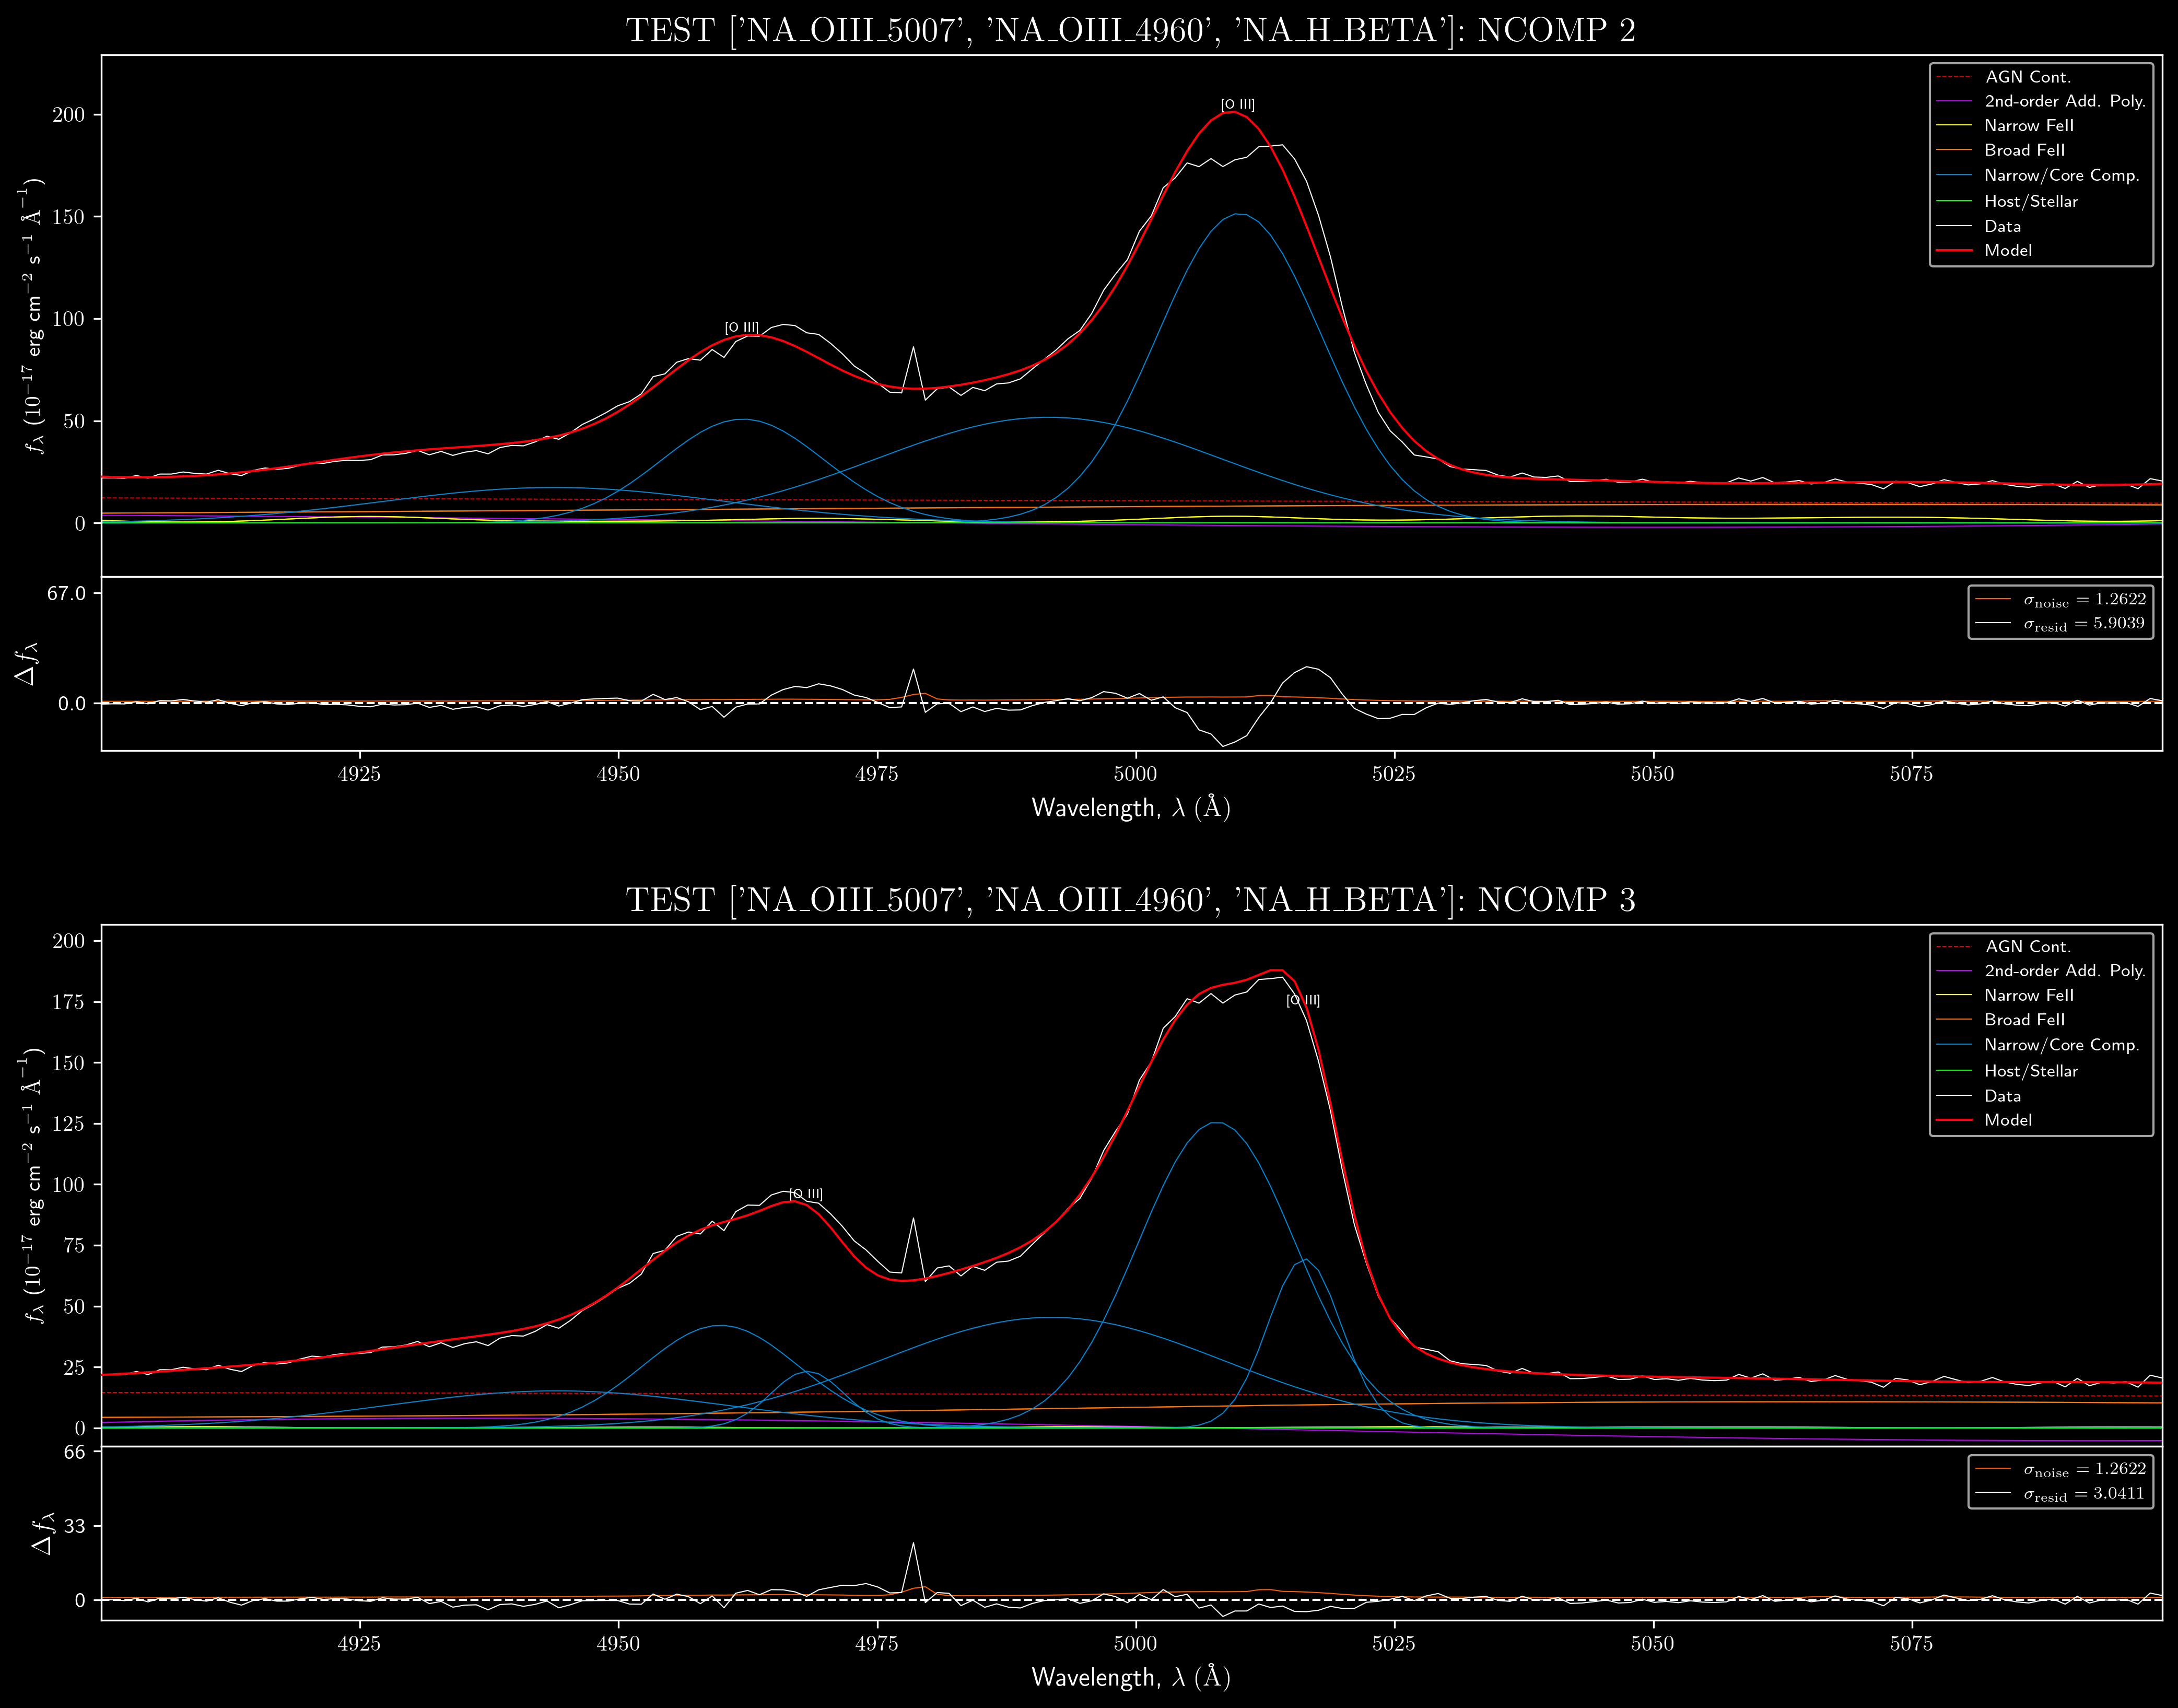 TEST ['NA_OIII_5007', 'NA_OIII_4960', 'NA_H_BETA']: NCOMP 2
[O III]
[O III]
AGN Cont.
2nd-order Add. Poly.
Narrow FeII
Broad FeII
Narrow/Core Comp.
Host/Stellar
Data
Model
200
150
100
50
0
f_λ (10⁻¹⁷ erg cm⁻² s⁻¹ Å⁻¹)
67.0
0.0
Δf_λ
σ_noise = 1.2622
σ_resid = 5.9039
4925 4950 4975 5000 5025 5050 5075
Wavelength, λ (Å)
TEST ['NA_OIII_5007', 'NA_OIII_4960', 'NA_H_BETA']: NCOMP 3
[O III]
[O III]
AGN Cont.
2nd-order Add. Poly.
Narrow FeII
Broad FeII
Narrow/Core Comp.
Host/Stellar
Data
Model
200
175
150
125
100
75
50
25
0
f_λ (10⁻¹⁷ erg cm⁻² s⁻¹ Å⁻¹)
66
33
0
Δf_λ
σ_noise = 1.2622
σ_resid = 3.0411
4925 4950 4975 5000 5025 5050 5075
Wavelength, λ (Å)